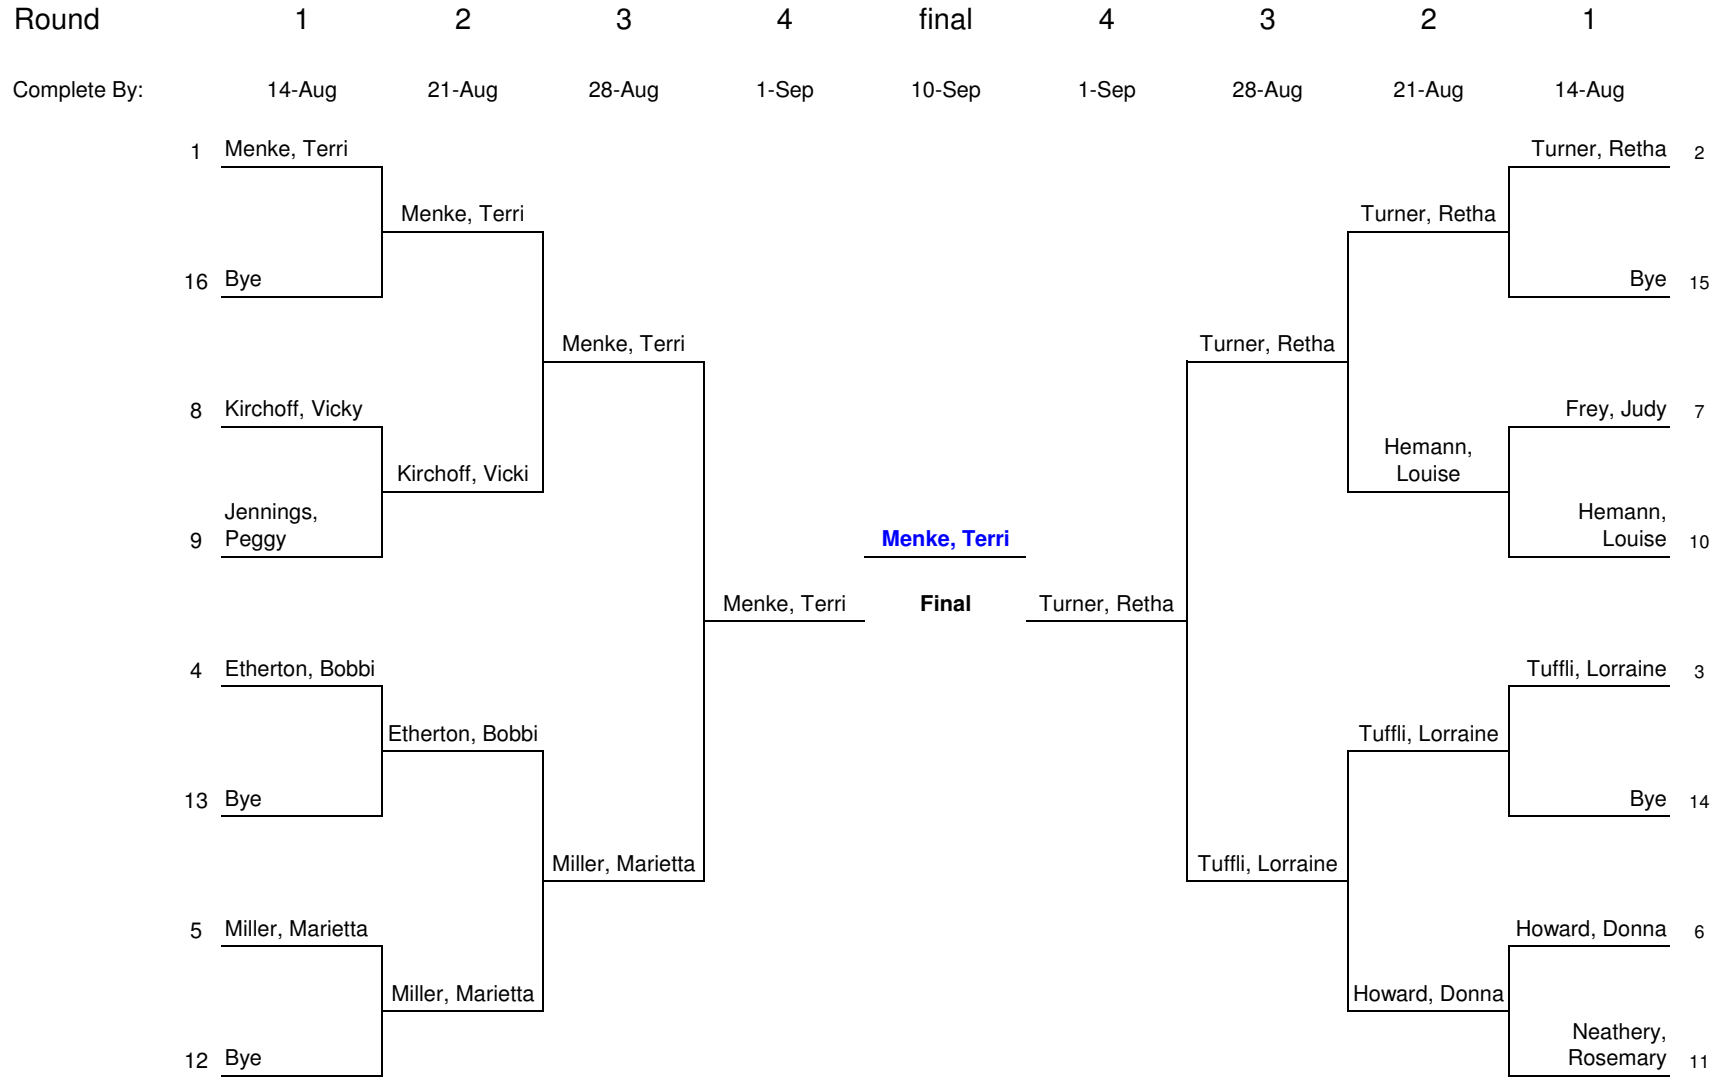 Round 1 2 3 4 final 4 3 2 1
Complete By: 14-Aug 21-Aug 28-Aug 1-Sep 10-Sep 1-Sep 28-Aug 21-Aug 14-Aug
1 Menke, Terri Turner, Retha 2
Menke, Terri Turner, Retha
16 Bye Bye 15
Menke, Terri Turner, Retha
8 Kirchoff, Vicky Frey, Judy 7
Hemann,
Kirchoff, Vicki Louise
Jennings, Hemann,
9 Peggy Menke, Terri Louise 10
Menke, Terri Final Turner, Retha
4 Etherton, Bobbi Tuffli, Lorraine 3
Etherton, Bobbi Tuffli, Lorraine
13 Bye Bye 14
Miller, Marietta Tuffli, Lorraine
5 Miller, Marietta Howard, Donna 6
Miller, Marietta Howard, Donna
Neathery,
12 Bye Rosemary 11